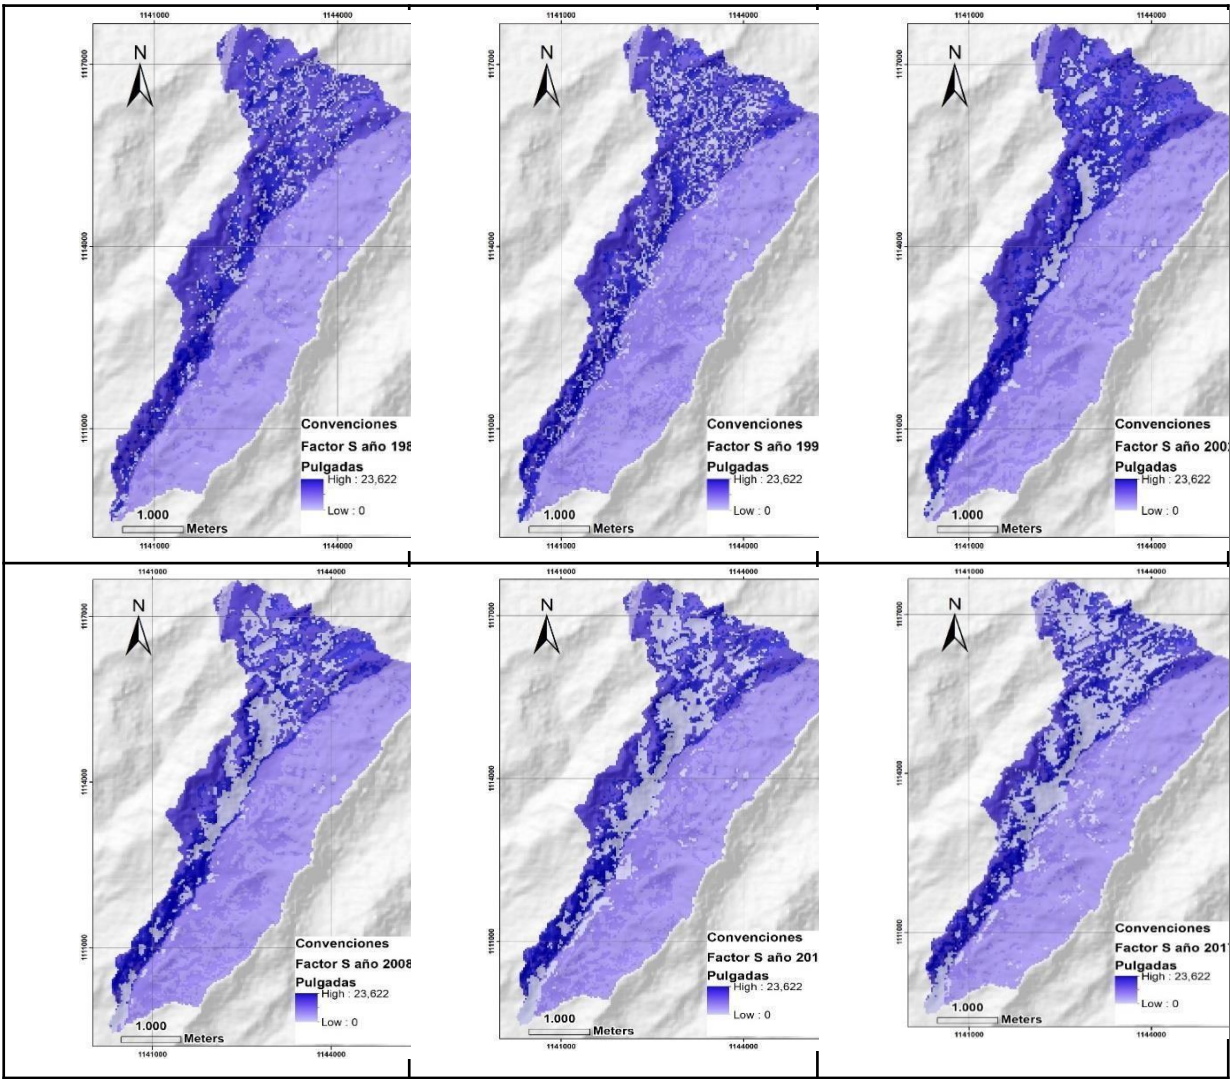 1141000 1144000
N
1117000
1114000
1111000
Convenciones
Factor S año 198
Pulgadas
High : 23,622
Low : 0
1.000
Meters
1141000 1144000
1141000 1144000
N
1117000
1114000
1111000
Convenciones
Factor S año 199
Pulgadas
High : 23,622
Low : 0
1.000
Meters
1141000 1144000
1141000 1144000
N
1117000
1114000
1111000
Convenciones
Factor S año 200
Pulgadas
High : 23,622
Low : 0
1.000
Meters
1141000 1144000
1141000 1144000
N
1117000
1114000
1111000
Convenciones
Factor S año 2008
Pulgadas
High : 23,622
Low : 0
1.000
Meters
1141000 1144000
1141000 1144000
N
1117000
1114000
1111000
Convenciones
Factor S año 201
Pulgadas
High : 23,622
Low : 0
1.000
Meters
1141000 1144000
1141000 1144000
N
1117000
1114000
1111000
Convenciones
Factor S año 201
Pulgadas
High : 23,622
Low : 0
1.000
Meters
1141000 1144000